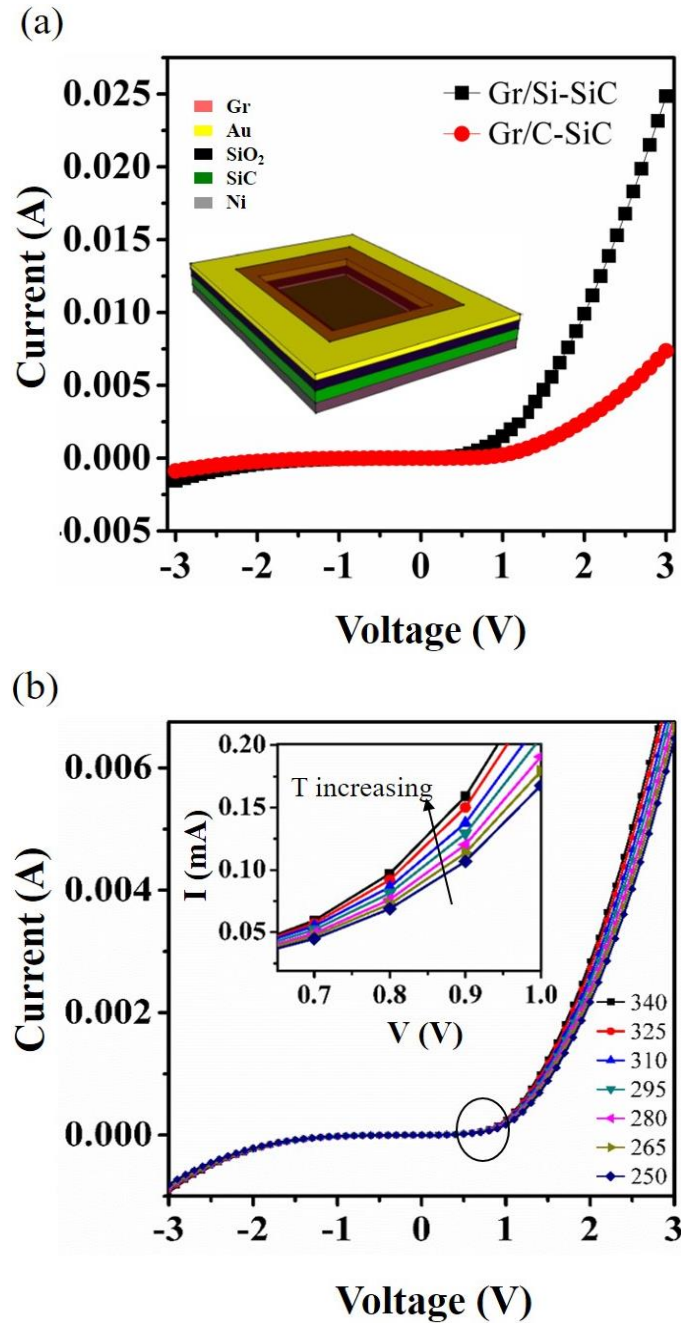 (a)
0.025
0.020
0.015
0.010
0.005
0.000
-0.005
Current (A)
Gr
Au
SiO₂
SiC
Ni
Gr/Si-SiC
Gr/C-SiC
-3 -2 -1 0 1 2 3
Voltage (V)
(b)
0.006
0.004
0.002
0.000
Current (A)
0.20
0.15
0.10
0.05
I (mA)
T increasing
0.7 0.8 0.9 1.0
V (V)
340
325
310
295
280
265
250
-3 -2 -1 0 1 2 3
Voltage (V)